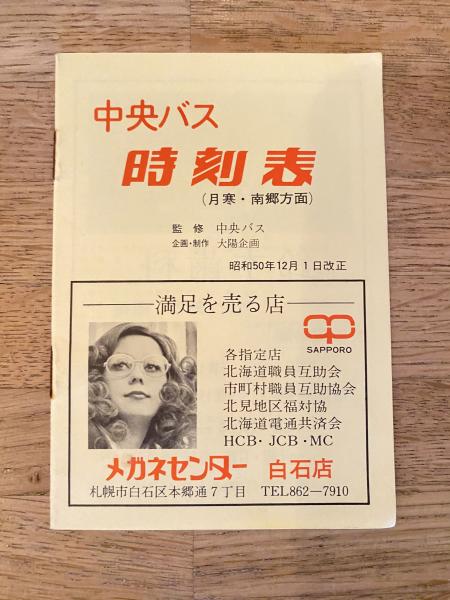 中央バス
時刻表
(月寒・南郷方面)
監修 中央バス
企画・制作 大陽企画
昭和50年12月1日改正
満足を売る店
SAPPORO
各指定店
北海道職員互助会
市町村職員互助協会
北見地区福対協
北海道電通共済会
HCB・JCB・MC
メガネセンター 白石店
札幌市白石区本郷通7丁目 TEL862—7910